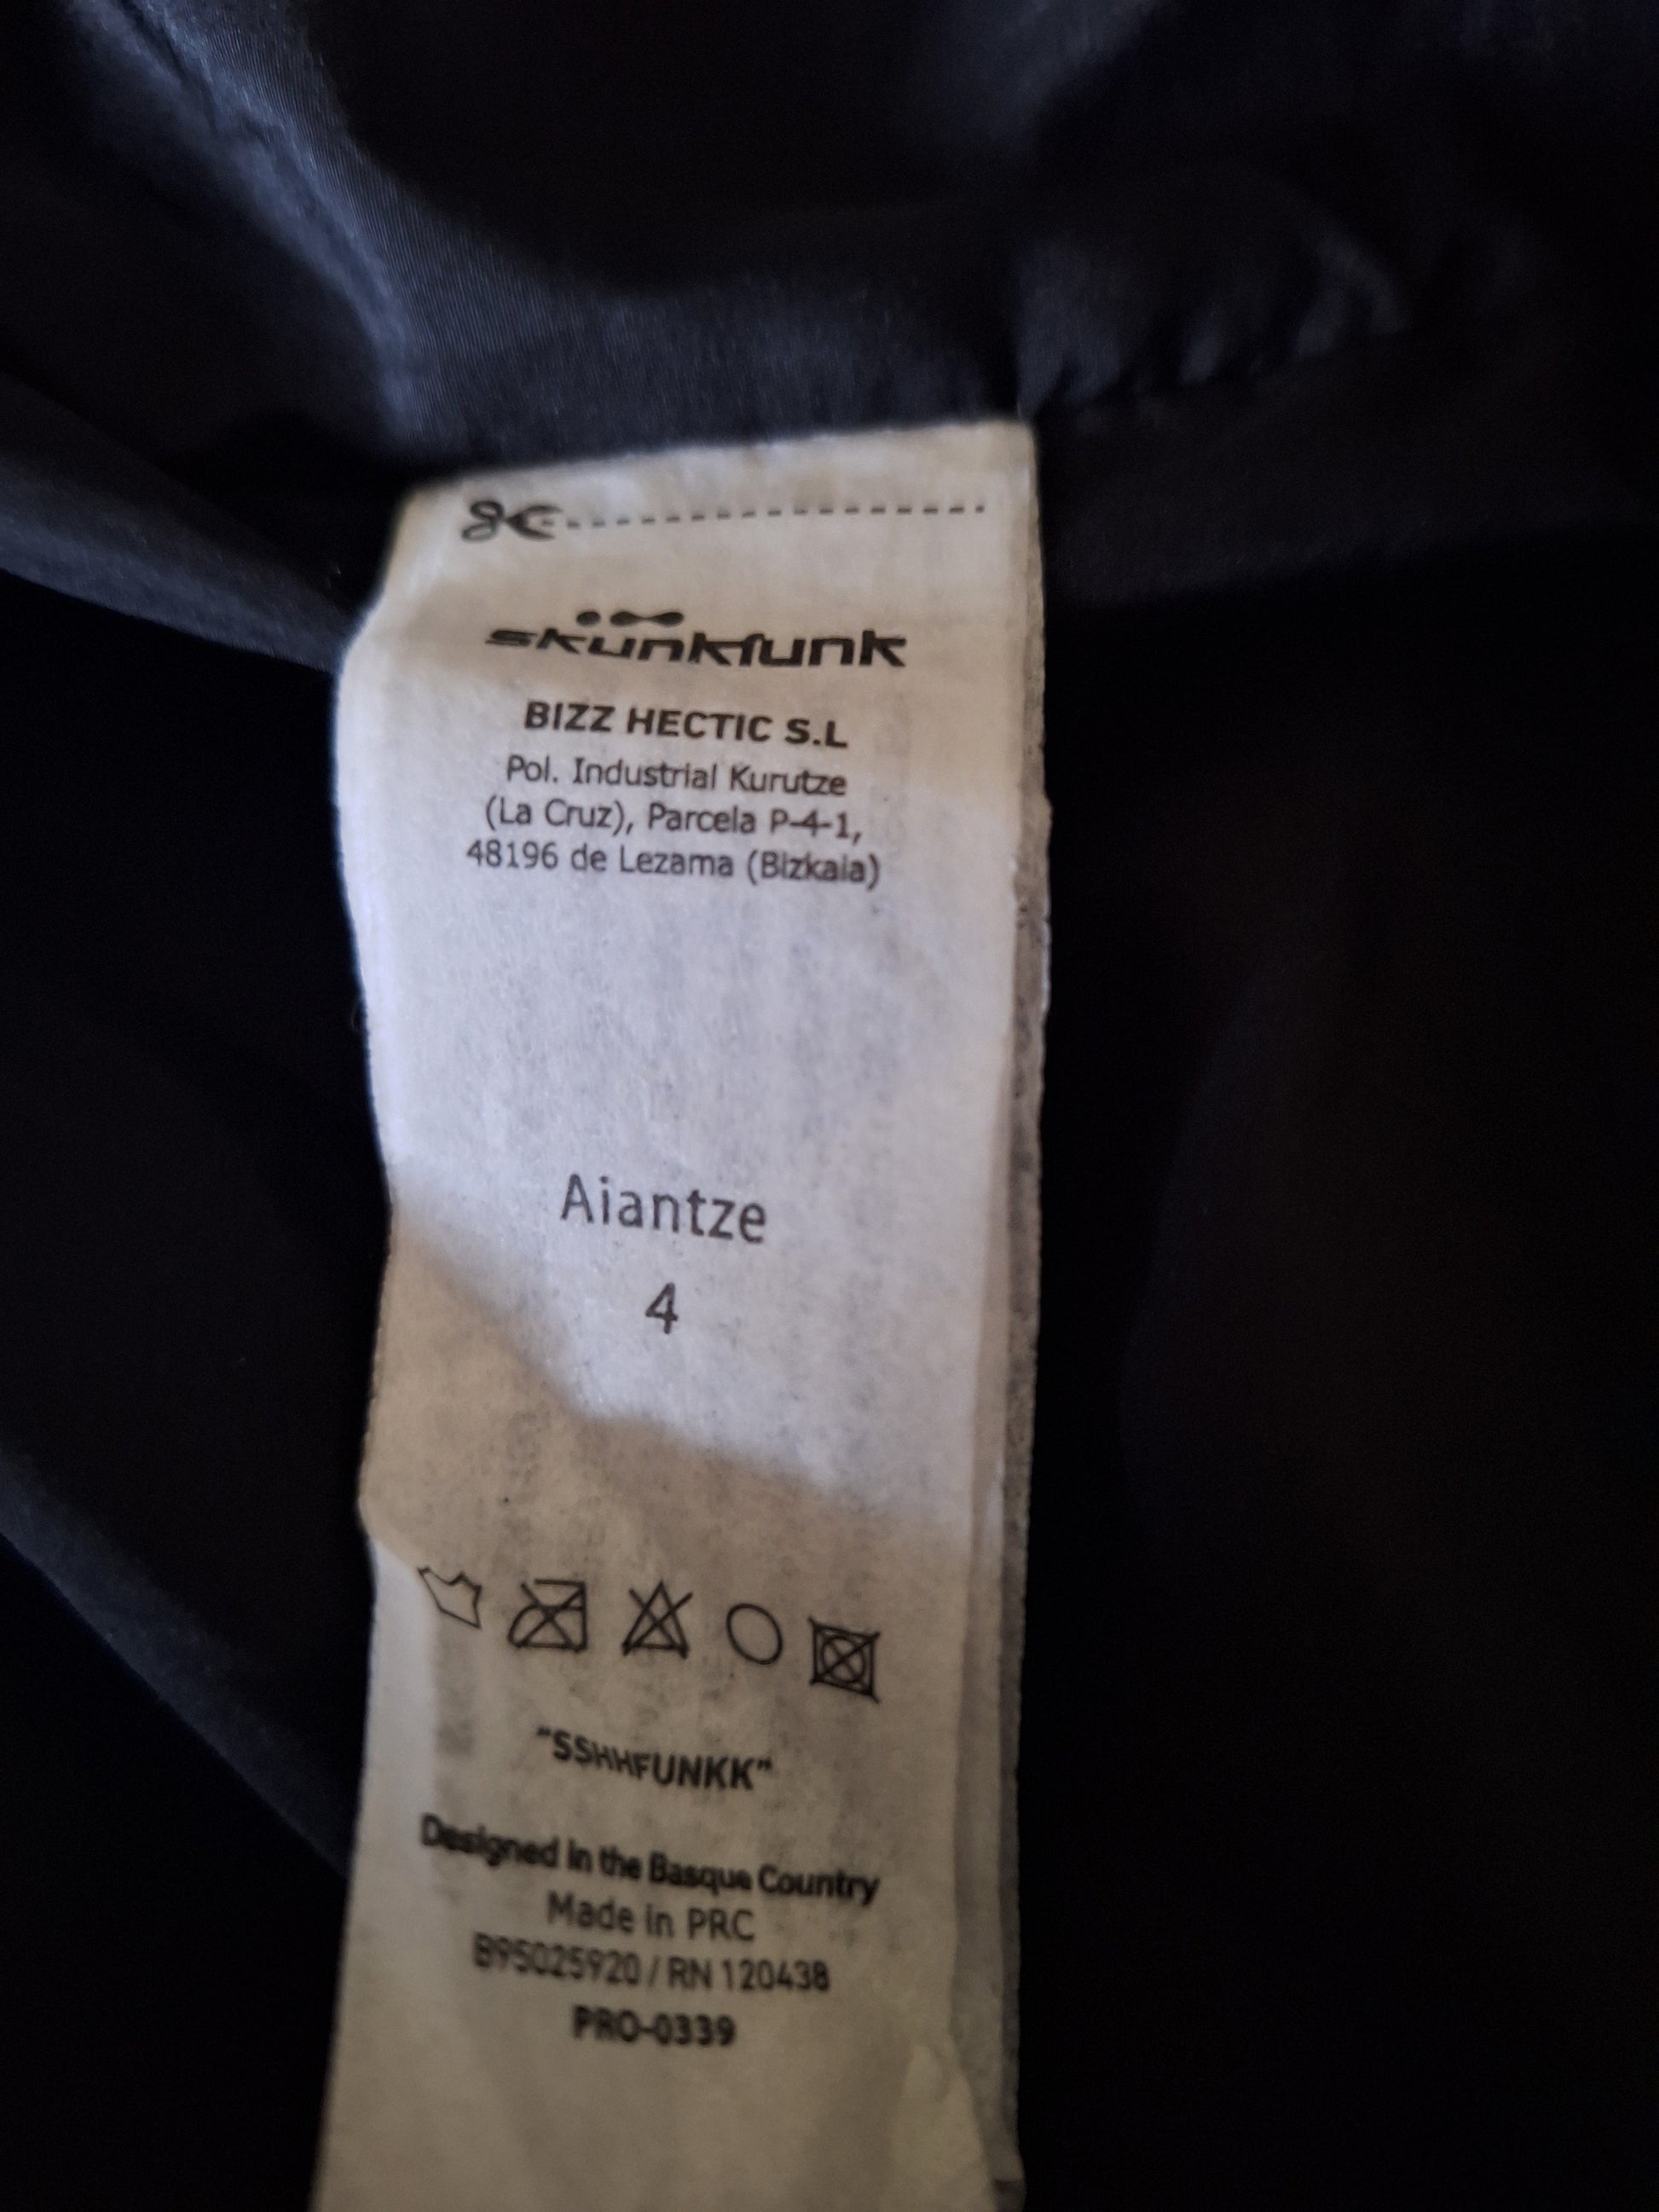 skunkfunk
BIZZ HECTIC S.L
Pol. Industrial Kurutze
(La Cruz), Parcela P-4-1,
48196 de Lezama (Bizkaia)
Aiantze
4
"SSHHFUNKK"
Designed in the Basque Country
Made in PRC
B95025920 / RN 120438
PRO-0339